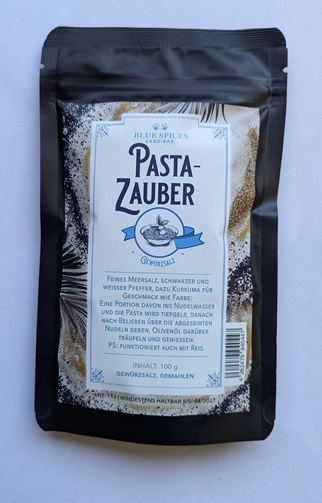 BLUE SPICES
ZANZIBAR
PASTA-
ZAUBER
GEWÜRZSALZ
FEINES MEERSALZ, SCHWARZER UND
WEISSER PFEFFER, DAZU KURKUMA FÜR
GESCHMACK WIE FARBE:
EINE PORTION DAVON INS NUDELWASSER
UND DIE PASTA WIRD TIEFGELB, DANACH
NACH BELIEBEN ÜBER DIE ABGESEIHTEN
NUDELN GEBEN, OLIVENÖL DARÜBER
TRÄUFELN UND GENIESSEN.
PS: FUNKTIONIERT AUCH MIT REIS.
INHALT: 100 g
GEWÜRZSALZ, GEMAHLEN
MINDESTENS HALTBAR BIS: 04/2027